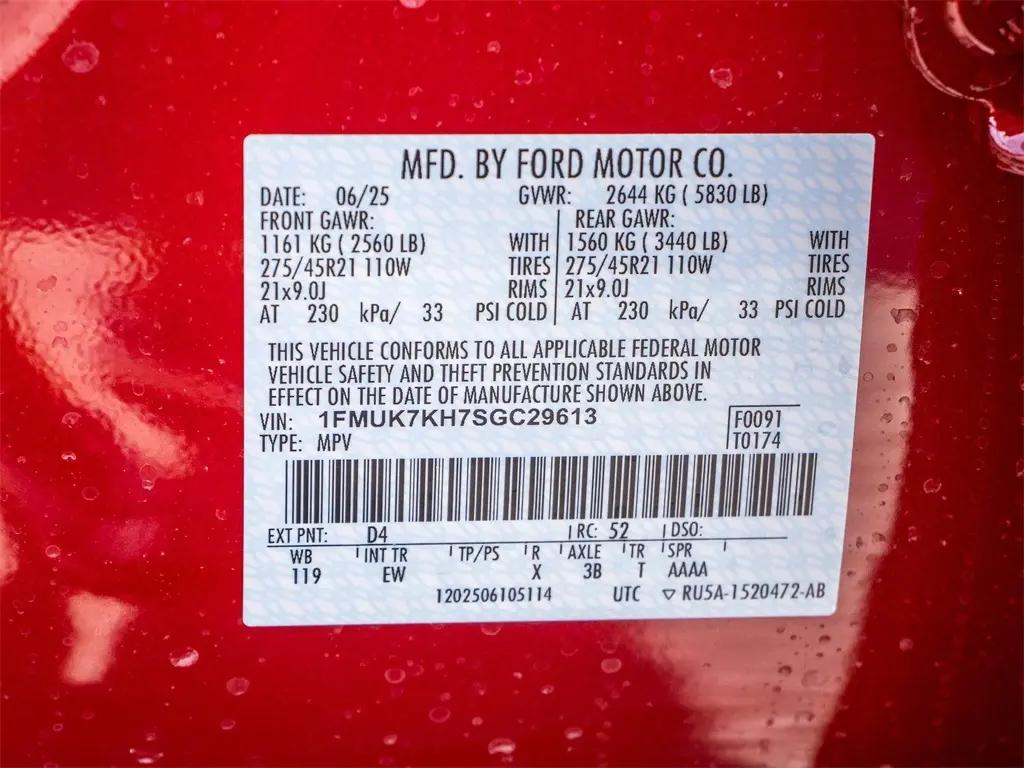 MFD. BY FORD MOTOR CO.
DATE: 06/25 GVWR: 2644 KG ( 5830 LB)
FRONT GAWR: REAR GAWR:
1161 KG ( 2560 LB) WITH 1560 KG ( 3440 LB) WITH
275/45R21 110W TIRES 275/45R21 110W TIRES
21x9.0J RIMS 21x9.0J RIMS
AT 230 kPa/ 33 PSI COLD AT 230 kPa/ 33 PSI COLD
THIS VEHICLE CONFORMS TO ALL APPLICABLE FEDERAL MOTOR
VEHICLE SAFETY AND THEFT PREVENTION STANDARDS IN
EFFECT ON THE DATE OF MANUFACTURE SHOWN ABOVE.
VIN: 1FMUK7KH7SGC29613 F0091
TYPE: MPV T0174
EXT PNT: D4 RC: 52 DSO:
WB INT TR TP/PS R AXLE TR SPR
119 EW X 3B T AAAA
1202506105114 UTC ▽ RU5A-1520472-AB